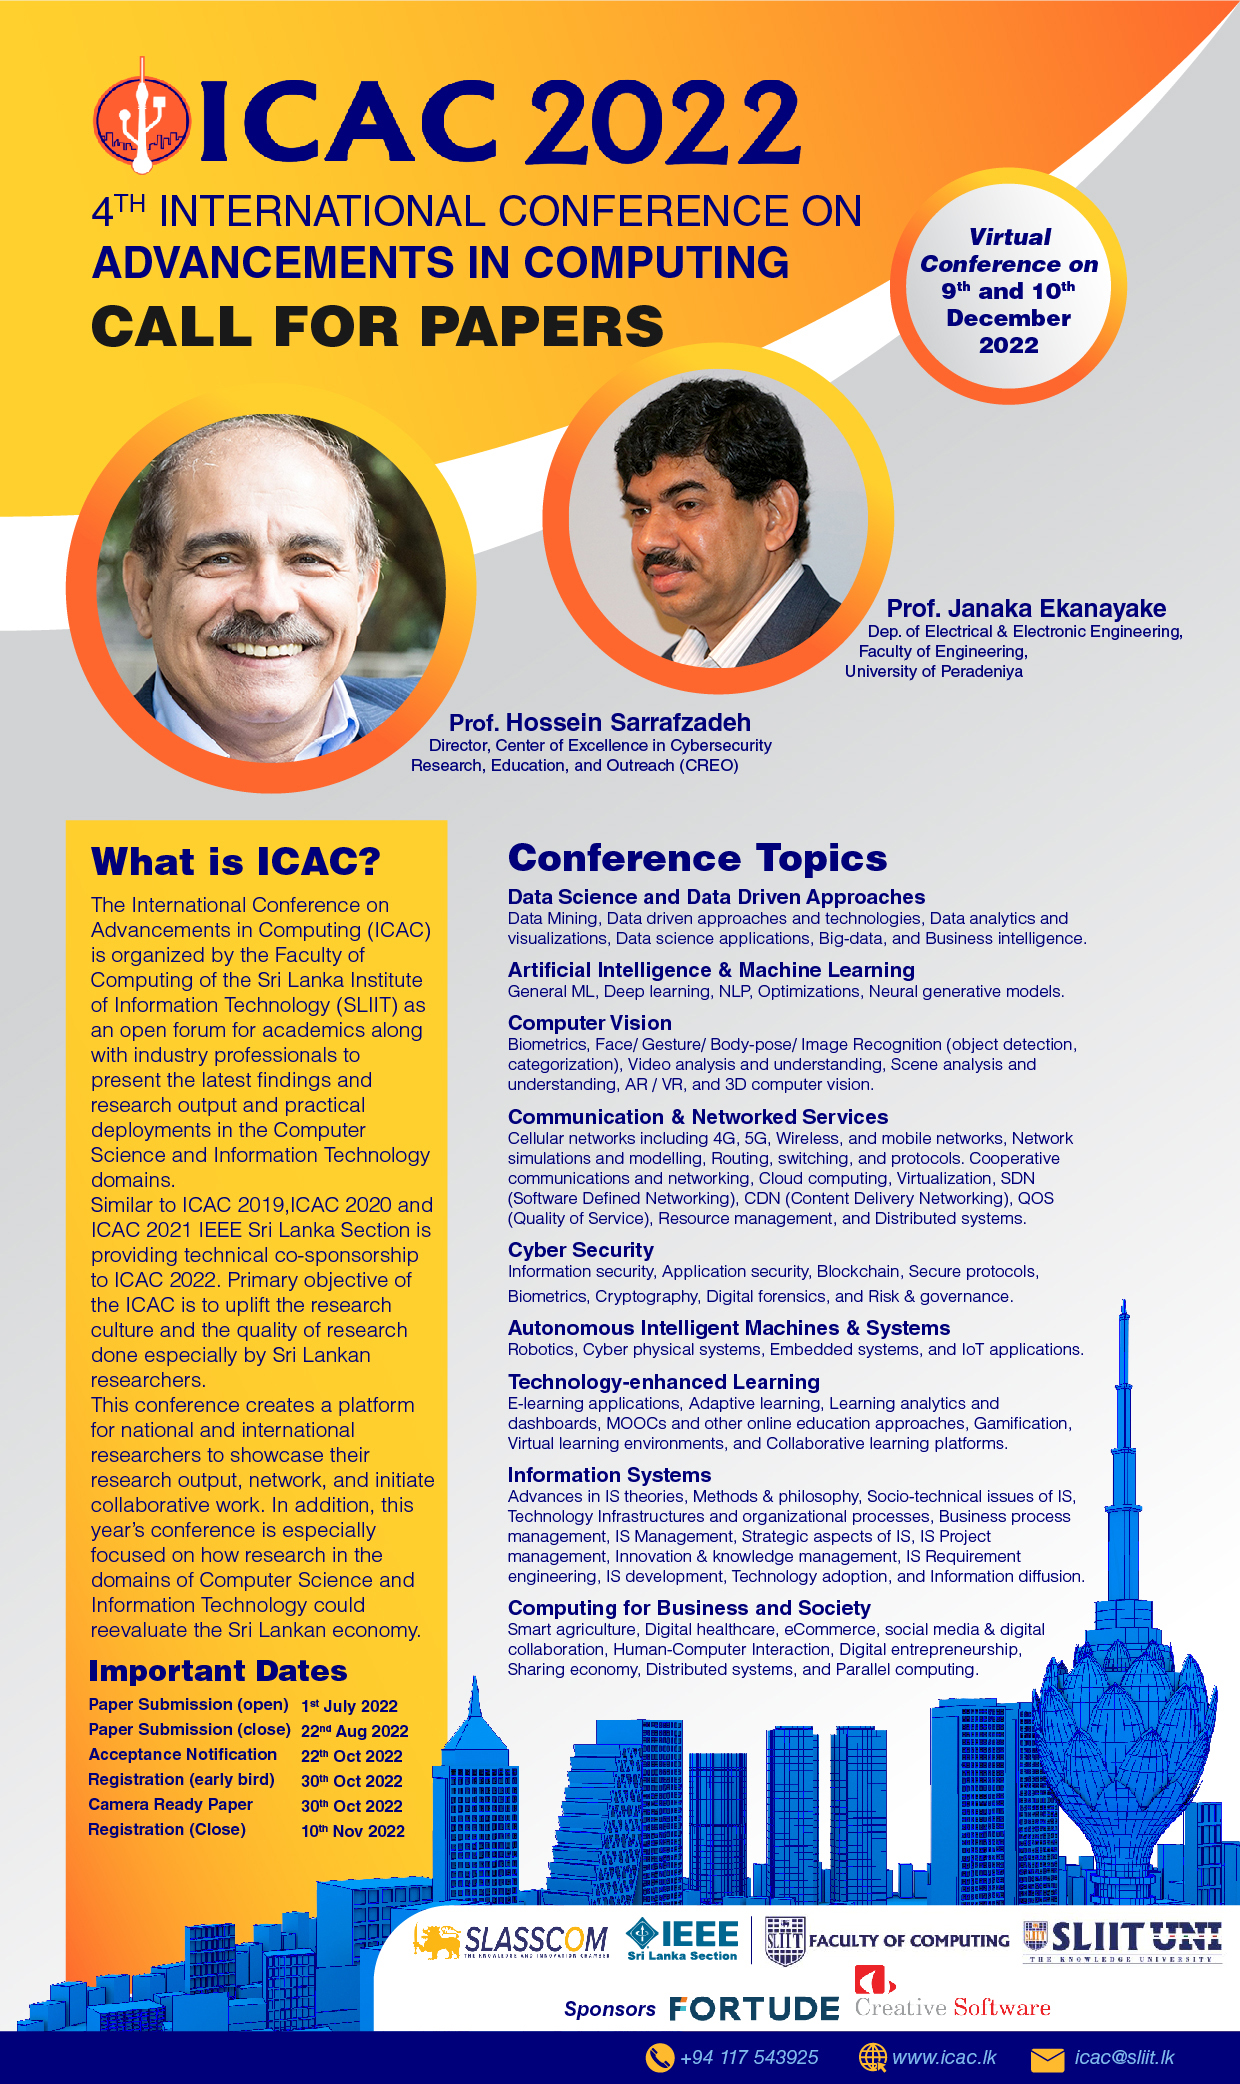 ICAC 2022
4TH INTERNATIONAL CONFERENCE ON
ADVANCEMENTS IN COMPUTING
CALL FOR PAPERS
Virtual
Conference on
9th and 10th
December
2022
Prof. Janaka Ekanayake
Dep. of Electrical & Electronic Engineering,
Faculty of Engineering,
University of Peradeniya
Prof. Hossein Sarrafzadeh
Director, Center of Excellence in Cybersecurity
Research, Education, and Outreach (CREO)
What is ICAC?
The International Conference on
Advancements in Computing (ICAC)
is organized by the Faculty of
Computing of the Sri Lanka Institute
of Information Technology (SLIIT) as
an open forum for academics along
with industry professionals to
present the latest findings and
research output and practical
deployments in the Computer
Science and Information Technology
domains.
Similar to ICAC 2019,ICAC 2020 and
ICAC 2021 IEEE Sri Lanka Section is
providing technical co-sponsorship
to ICAC 2022. Primary objective of
the ICAC is to uplift the research
culture and the quality of research
done especially by Sri Lankan
researchers.
This conference creates a platform
for national and international
researchers to showcase their
research output, network, and initiate
collaborative work. In addition, this
year's conference is especially
focused on how research in the
domains of Computer Science and
Information Technology could
reevaluate the Sri Lankan economy.
Important Dates
Paper Submission (open) 1st July 2022
Paper Submission (close) 22nd Aug 2022
Acceptance Notification 22th Oct 2022
Registration (early bird) 30th Oct 2022
Camera Ready Paper 30th Oct 2022
Registration (Close) 10th Nov 2022
Conference Topics
Data Science and Data Driven Approaches
Data Mining, Data driven approaches and technologies, Data analytics and
visualizations, Data science applications, Big-data, and Business intelligence.
Artificial Intelligence & Machine Learning
General ML, Deep learning, NLP, Optimizations, Neural generative models.
Computer Vision
Biometrics, Face/ Gesture/ Body-pose/ Image Recognition (object detection,
categorization), Video analysis and understanding, Scene analysis and
understanding, AR / VR, and 3D computer vision.
Communication & Networked Services
Cellular networks including 4G, 5G, Wireless, and mobile networks, Network
simulations and modelling, Routing, switching, and protocols. Cooperative
communications and networking, Cloud computing, Virtualization, SDN
(Software Defined Networking), CDN (Content Delivery Networking), QOS
(Quality of Service), Resource management, and Distributed systems.
Cyber Security
Information security, Application security, Blockchain, Secure protocols,
Biometrics, Cryptography, Digital forensics, and Risk & governance.
Autonomous Intelligent Machines & Systems
Robotics, Cyber physical systems, Embedded systems, and IoT applications.
Technology-enhanced Learning
E-learning applications, Adaptive learning, Learning analytics and
dashboards, MOOCs and other online education approaches, Gamification,
Virtual learning environments, and Collaborative learning platforms.
Information Systems
Advances in IS theories, Methods & philosophy, Socio-technical issues of IS,
Technology Infrastructures and organizational processes, Business process
management, IS Management, Strategic aspects of IS, IS Project
management, Innovation & knowledge management, IS Requirement
engineering, IS development, Technology adoption, and Information diffusion.
Computing for Business and Society
Smart agriculture, Digital healthcare, eCommerce, social media & digital
collaboration, Human-Computer Interaction, Digital entrepreneurship,
Sharing economy, Distributed systems, and Parallel computing.
SLASSCOM
THE KNOWLEDGE AND INNOVATION CHAMBER
IEEE
Sri Lanka Section
SLIIT
FACULTY OF COMPUTING
SLIIT UNI
THE KNOWLEDGE UNIVERSITY
Sponsors FORTUDE
Creative Software
+94 117 543925
www.icac.lk
icac@sliit.lk